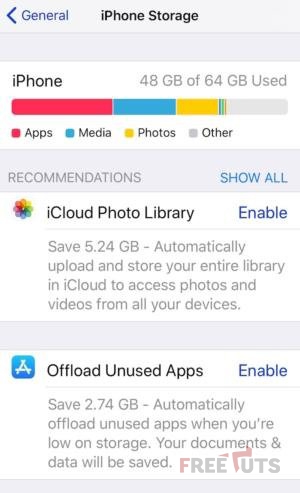 General
iPhone Storage
iPhone
48 GB of 64 GB Used
Apps
Media
Photos
Other
RECOMMENDATIONS
SHOW ALL
iCloud Photo Library
Enable
Save 5.24 GB - Automatically
upload and store your entire library
in iCloud to access photos and
videos from all your devices.
Offload Unused Apps
Enable
Save 2.74 GB - Automatically
offload unused apps when you're
low on storage. Your documents &
data will be saved.
FREETUTS